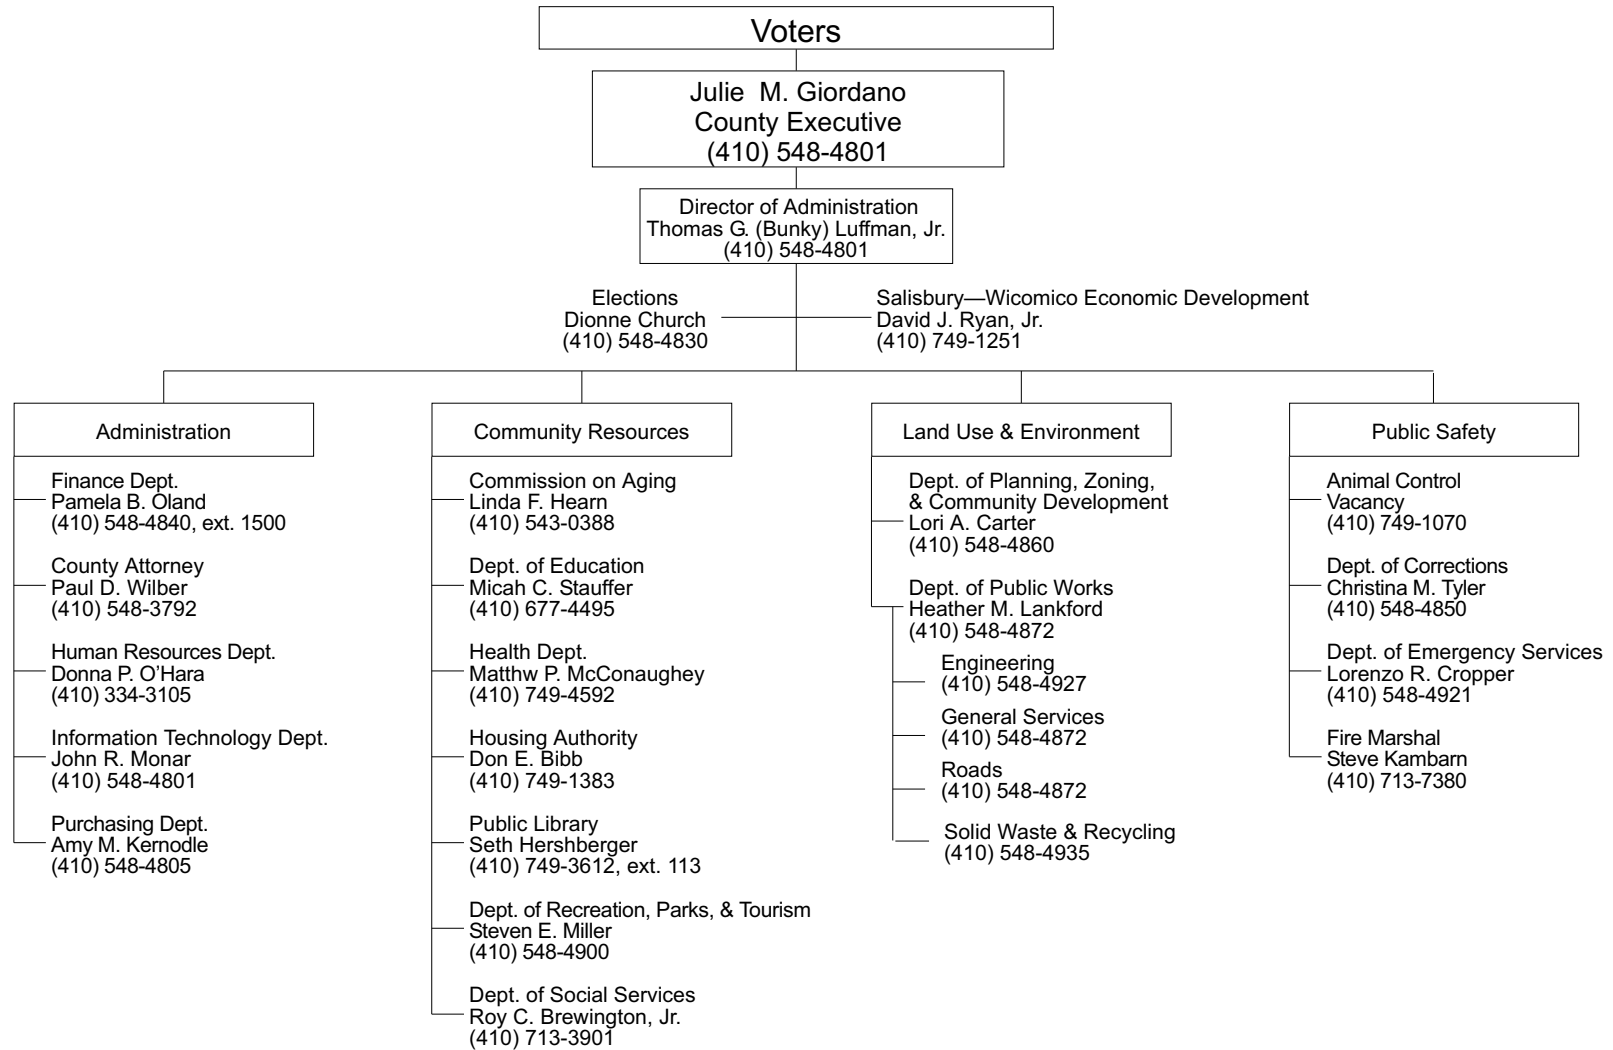 Voters
Julie M. Giordano
County Executive
(410) 548-4801
Director of Administration
Thomas G. (Bunky) Luffman, Jr.
(410) 548-4801
Elections
Dionne Church
(410) 548-4830
Salisbury—Wicomico Economic Development
David J. Ryan, Jr.
(410) 749-1251
Administration
Finance Dept.
Pamela B. Oland
(410) 548-4840, ext. 1500
County Attorney
Paul D. Wilber
(410) 548-3792
Human Resources Dept.
Donna P. O’Hara
(410) 334-3105
Information Technology Dept.
John R. Monar
(410) 548-4801
Purchasing Dept.
Amy M. Kernodle
(410) 548-4805
Community Resources
Commission on Aging
Linda F. Hearn
(410) 543-0388
Dept. of Education
Micah C. Stauffer
(410) 677-4495
Health Dept.
Matthw P. McConaughey
(410) 749-4592
Housing Authority
Don E. Bibb
(410) 749-1383
Public Library
Seth Hershberger
(410) 749-3612, ext. 113
Dept. of Recreation, Parks, & Tourism
Steven E. Miller
(410) 548-4900
Dept. of Social Services
Roy C. Brewington, Jr.
(410) 713-3901
Land Use & Environment
Dept. of Planning, Zoning,
& Community Development
Lori A. Carter
(410) 548-4860
Dept. of Public Works
Heather M. Lankford
(410) 548-4872
Engineering
(410) 548-4927
General Services
(410) 548-4872
Roads
(410) 548-4872
Solid Waste & Recycling
(410) 548-4935
Public Safety
Animal Control
Vacancy
(410) 749-1070
Dept. of Corrections
Christina M. Tyler
(410) 548-4850
Dept. of Emergency Services
Lorenzo R. Cropper
(410) 548-4921
Fire Marshal
Steve Kambarn
(410) 713-7380